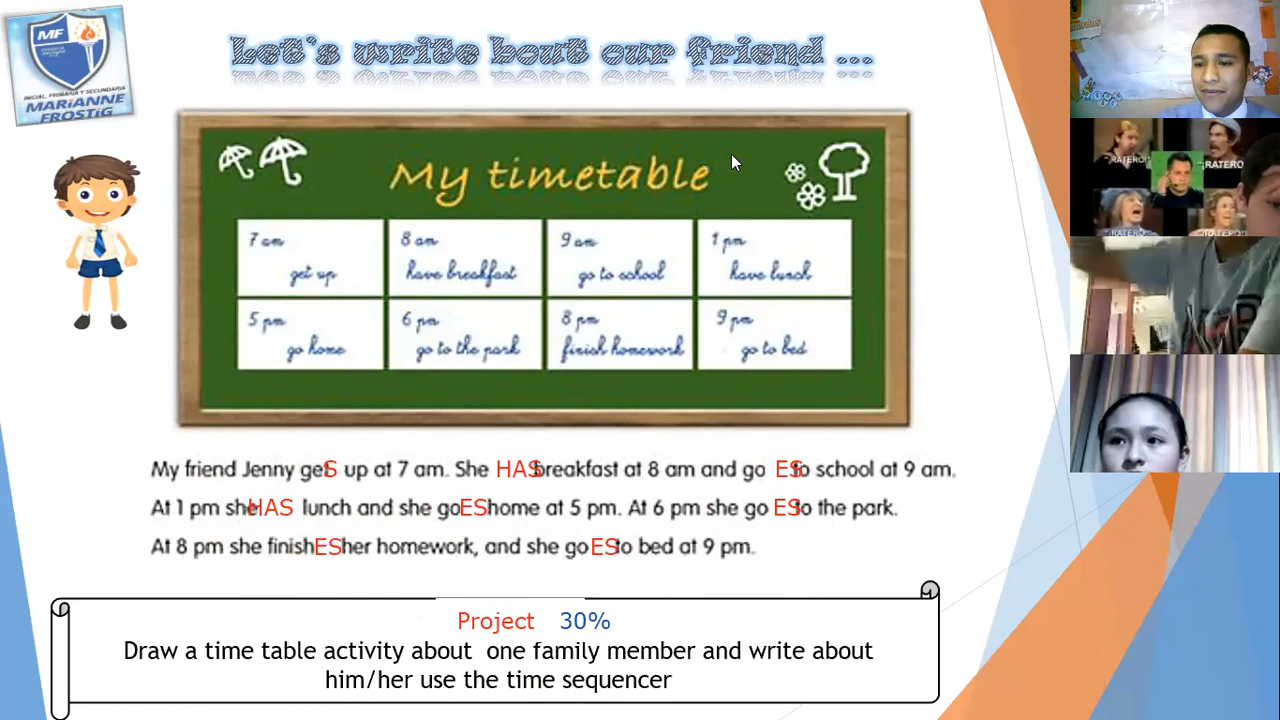 MF
INICIAL, PRIMARIA Y SECUNDARIA
MARIANNE
FROSTIG
Let's write bout our friend ...
My timetable
7 am
get up
8 am
have breakfast
9 am
go to school
1 pm
have lunch
5 pm
go home
6 pm
go to the park
8 pm
finish homework
9 pm
go to bed
My friend Jenny getS up at 7 am. She HAS breakfast at 8 am and go ES to school at 9 am.
At 1 pm she HAS lunch and she goES home at 5 pm. At 6 pm she go ES to the park.
At 8 pm she finishES her homework, and she go ES to bed at 9 pm.
Project 30%
Draw a time table activity about one family member and write about
him/her use the time sequencer
RATERO!
RATERO
RATERO!
RATERO!